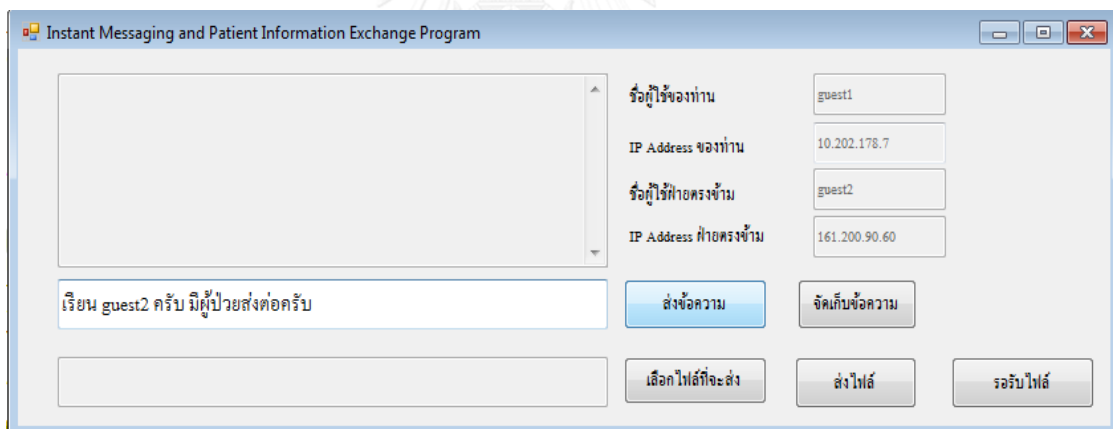 Instant Messaging and Patient Information Exchange Program
ชื่อผู้ใช้ของท่าน guest1
IP Address ของท่าน 10.202.178.7
ชื่อผู้ใช้ฝ่ายตรงข้าม guest2
IP Address ฝ่ายตรงข้าม 161.200.90.60
เรียน guest2 ครับ มีผู้ป่วยส่งต่อครับ ส่งข้อความ จัดเก็บข้อความ
เลือกไฟล์ที่จะส่ง ส่งไฟล์ รอรับไฟล์